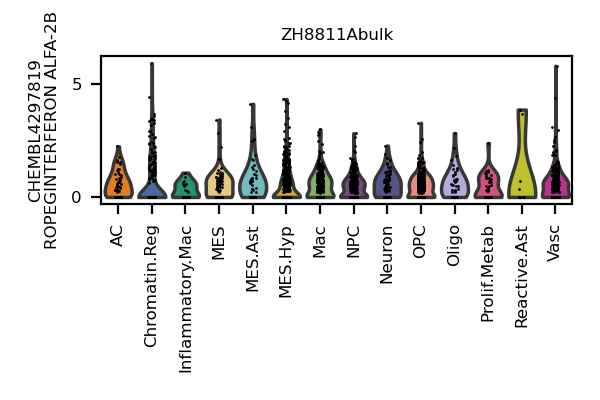 ZH8811Abulk
CHEMBL4297819
ROPEGINTERFERON ALFA-2B
5
0
AC
Chromatin.Reg
Inflammatory.Mac
MES
MES.Ast
MES.Hyp
Mac
NPC
Neuron
OPC
Oligo
Prolif.Metab
Reactive.Ast
Vasc